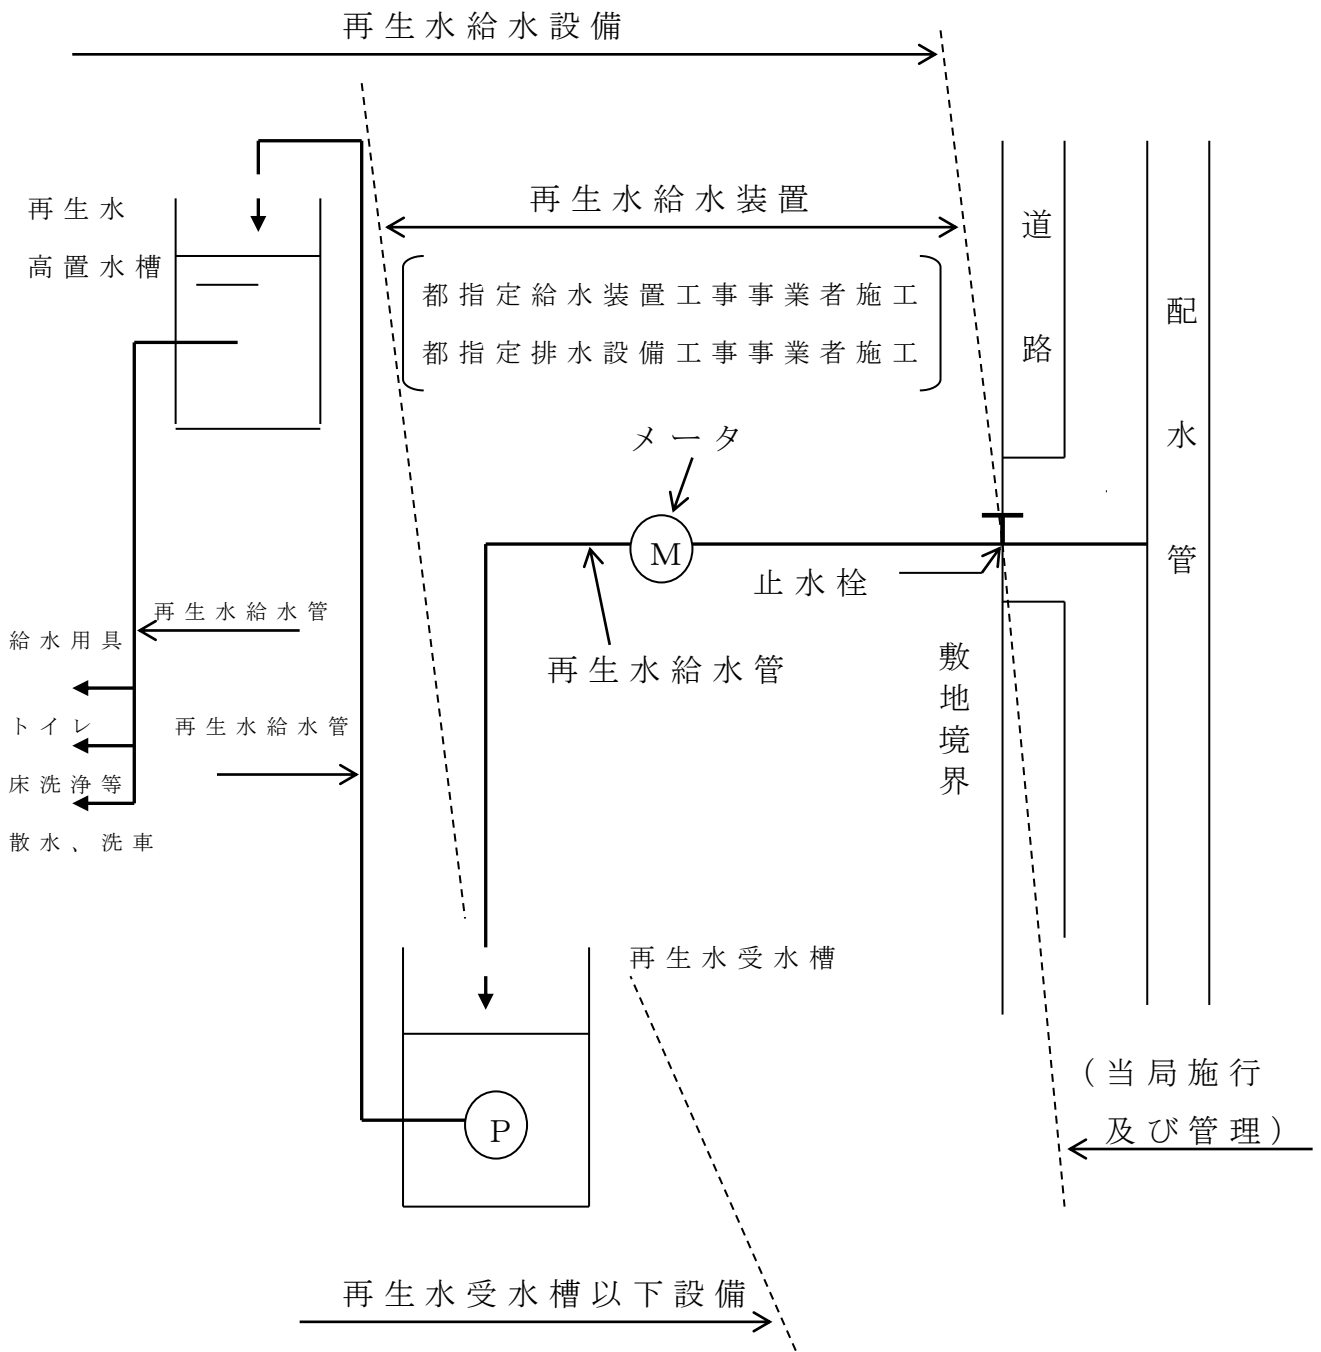 再生水給水設備
再生水給水装置
再生水
高置水槽
都指定給水装置工事事業者施工
都指定排水設備工事事業者施工
道路
配水管
メータ
M
止水栓
再生水給水管
給水用具
再生水給水管
敷地境界
トイレ
再生水給水管
床洗浄等
散水、洗車
再生水受水槽
P
(当局施行
及び管理)
再生水受水槽以下設備